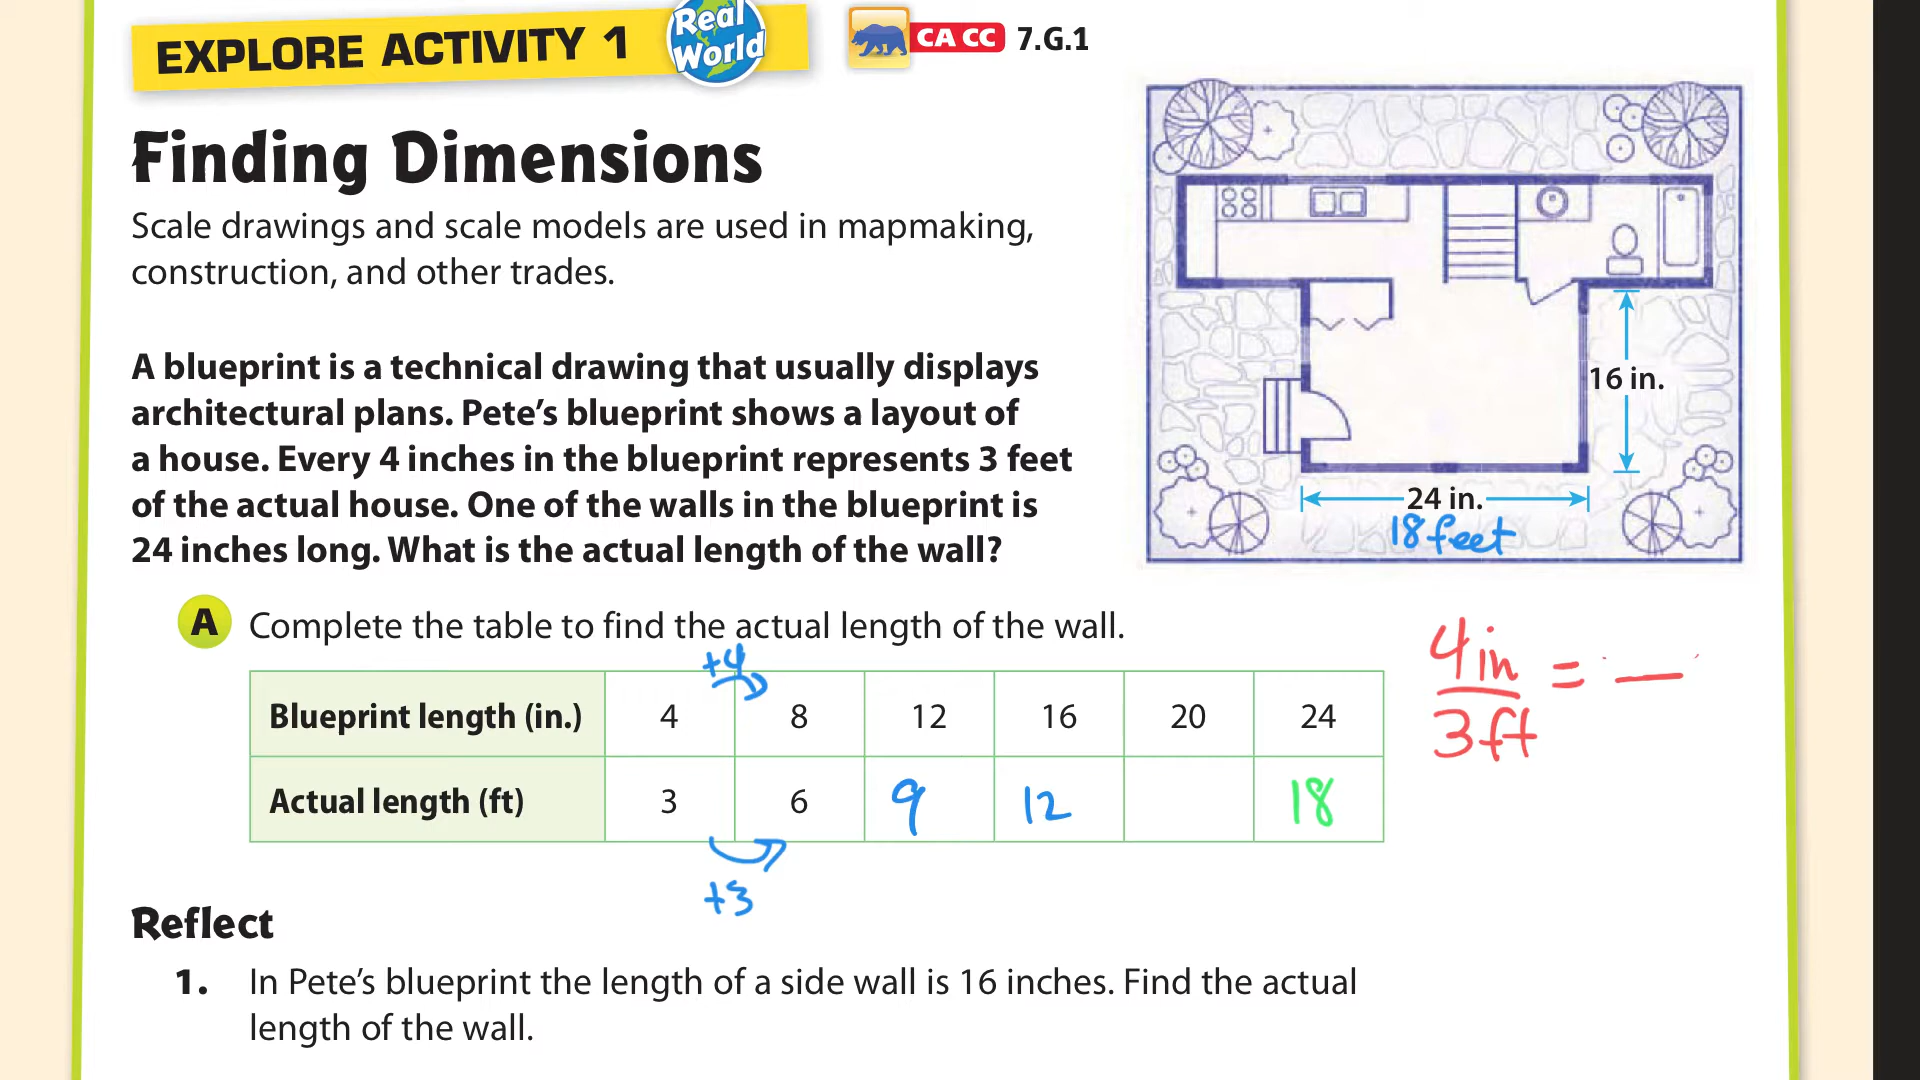 EXPLORE ACTIVITY 1
Real World
CA CC 7.G.1
Finding Dimensions
Scale drawings and scale models are used in mapmaking,
construction, and other trades.
A blueprint is a technical drawing that usually displays
architectural plans. Pete’s blueprint shows a layout of
a house. Every 4 inches in the blueprint represents 3 feet
of the actual house. One of the walls in the blueprint is
24 inches long. What is the actual length of the wall?
16 in.
24 in.
18 feet
A Complete the table to find the actual length of the wall.
+4
Blueprint length (in.) 4 8 12 16 20 24
Actual length (ft) 3 6 9 12 18
+3
4in = —
3ft
Reflect
1. In Pete’s blueprint the length of a side wall is 16 inches. Find the actual
length of the wall.